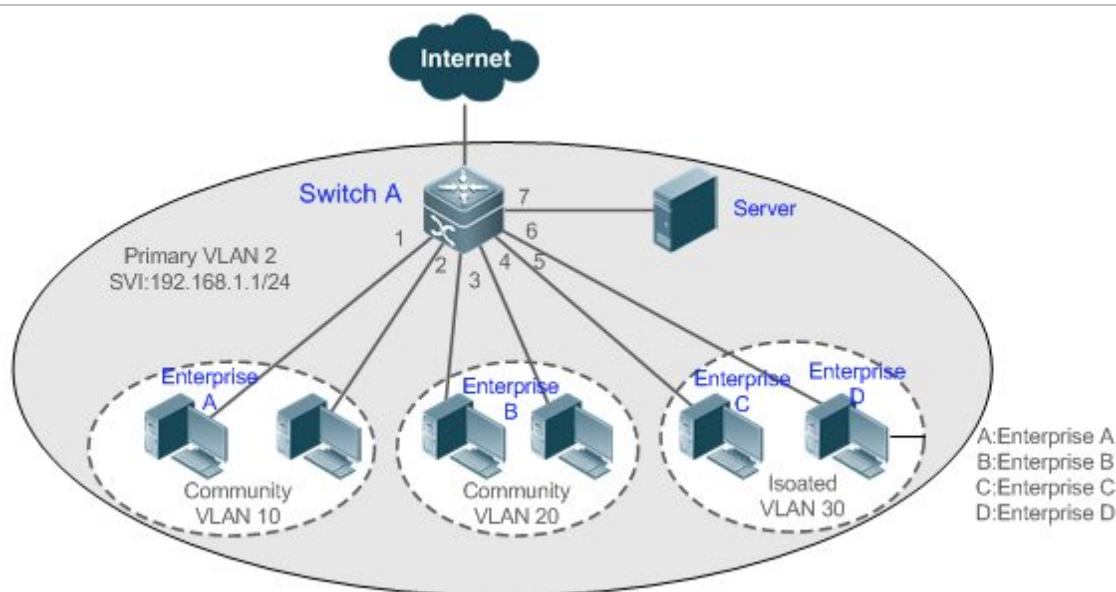 Internet
Switch A
7
Server
1
2
3
4
5
6
Primary VLAN 2
SVI:192.168.1.1/24
Enterprise
A
Community
VLAN 10
Enterprise
B
Community
VLAN 20
Enterprise
C
Enterprise
D
Isoated
VLAN 30
A:Enterprise A
B:Enterprise B
C:Enterprise C
D:Enterprise D